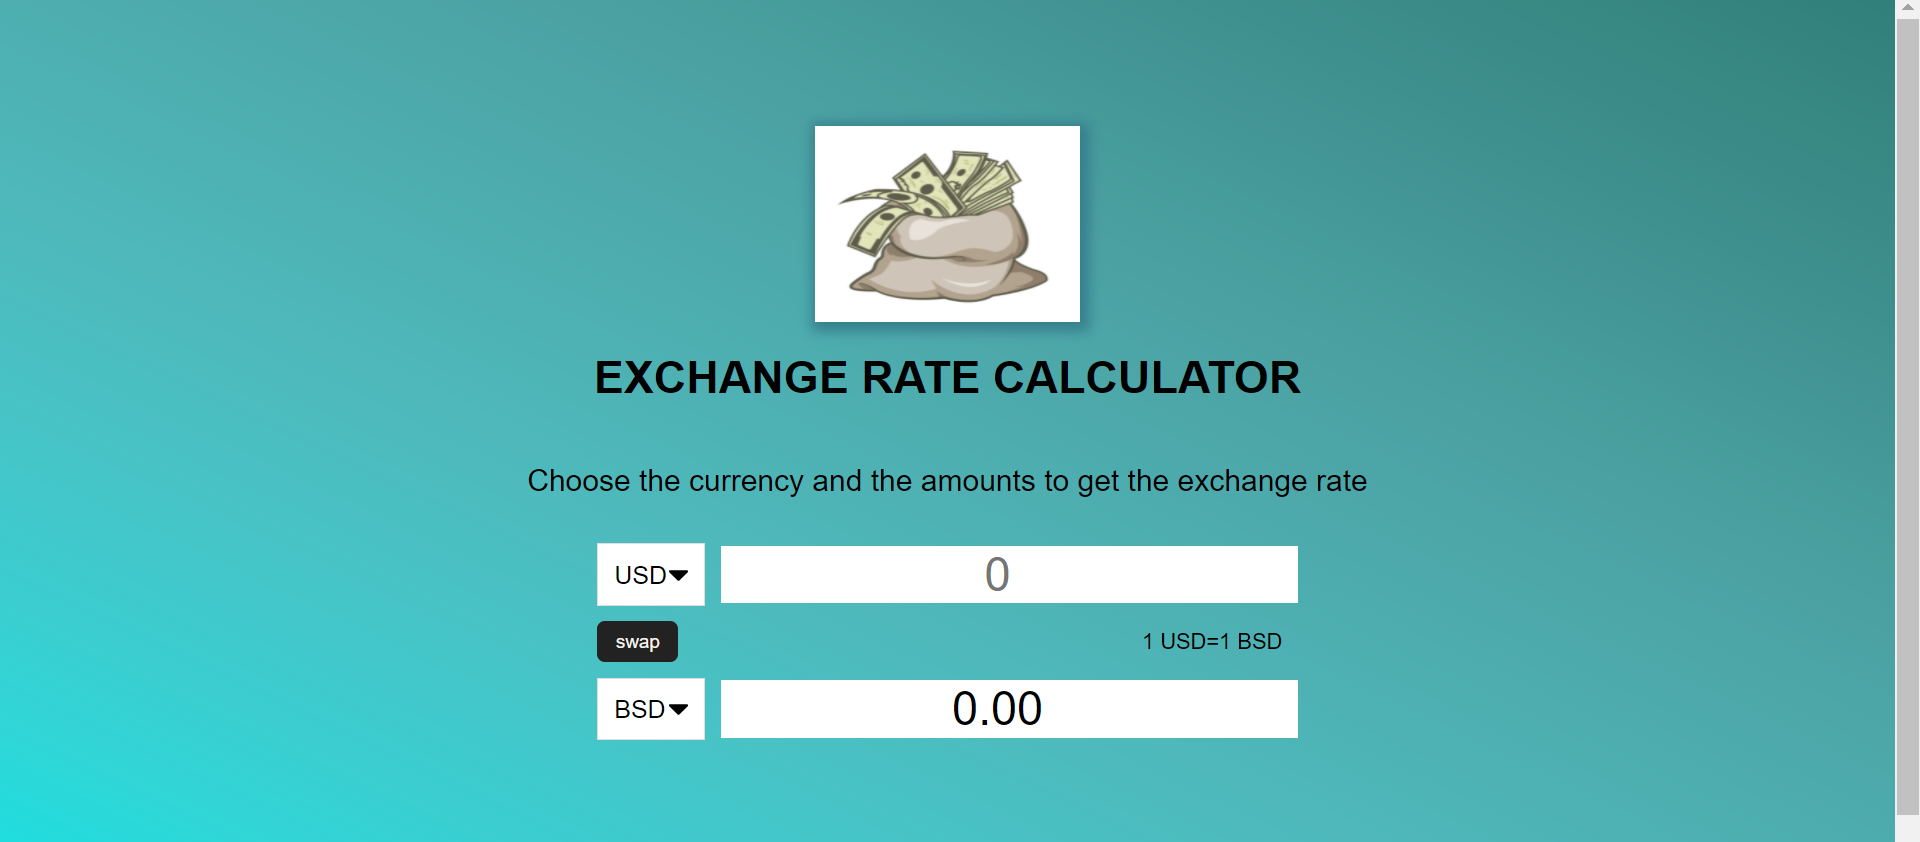 EXCHANGE RATE CALCULATOR
Choose the currency and the amounts to get the exchange rate
USD 0
swap 1 USD=1 BSD
BSD 0.00